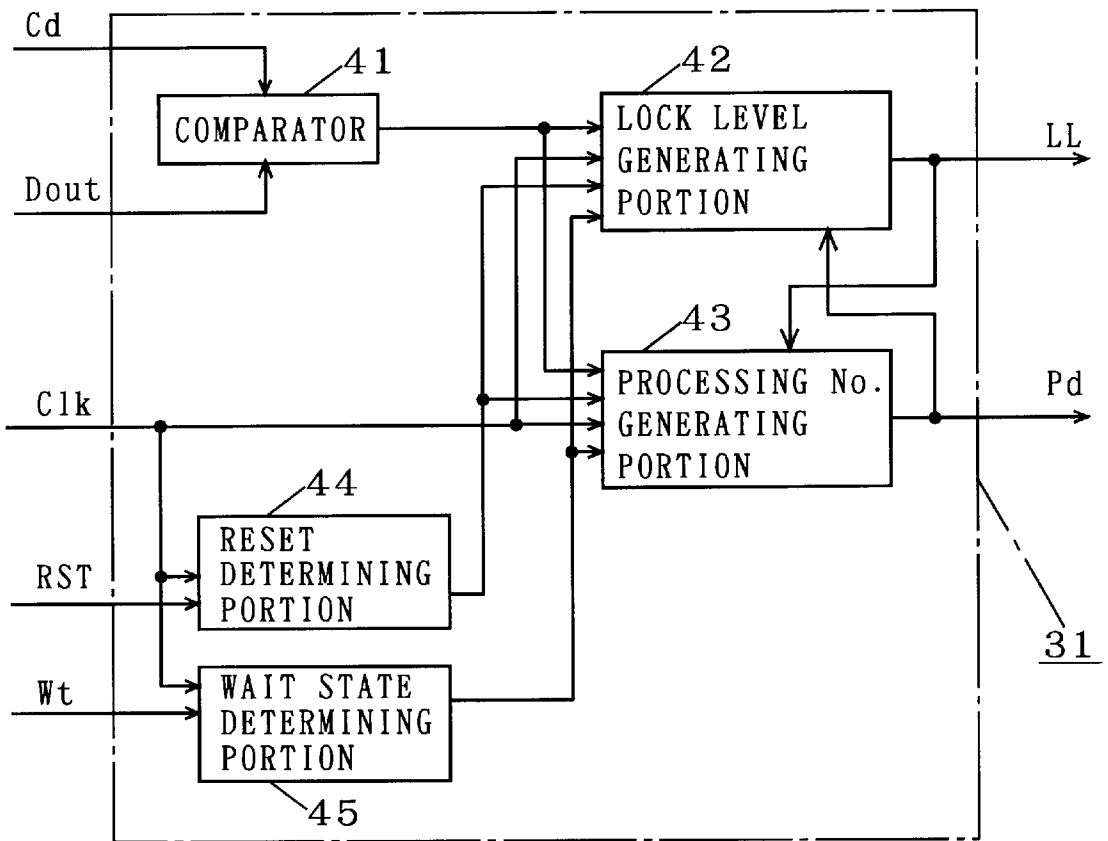 Cd
41
42
COMPARATOR
LOCK LEVEL
GENERATING
PORTION
LL
Dout
43
PROCESSING No.
GENERATING
PORTION
Pd
Clk
44
RESET
DETERMINING
PORTION
RST
31
Wt
WAIT STATE
DETERMINING
PORTION
45